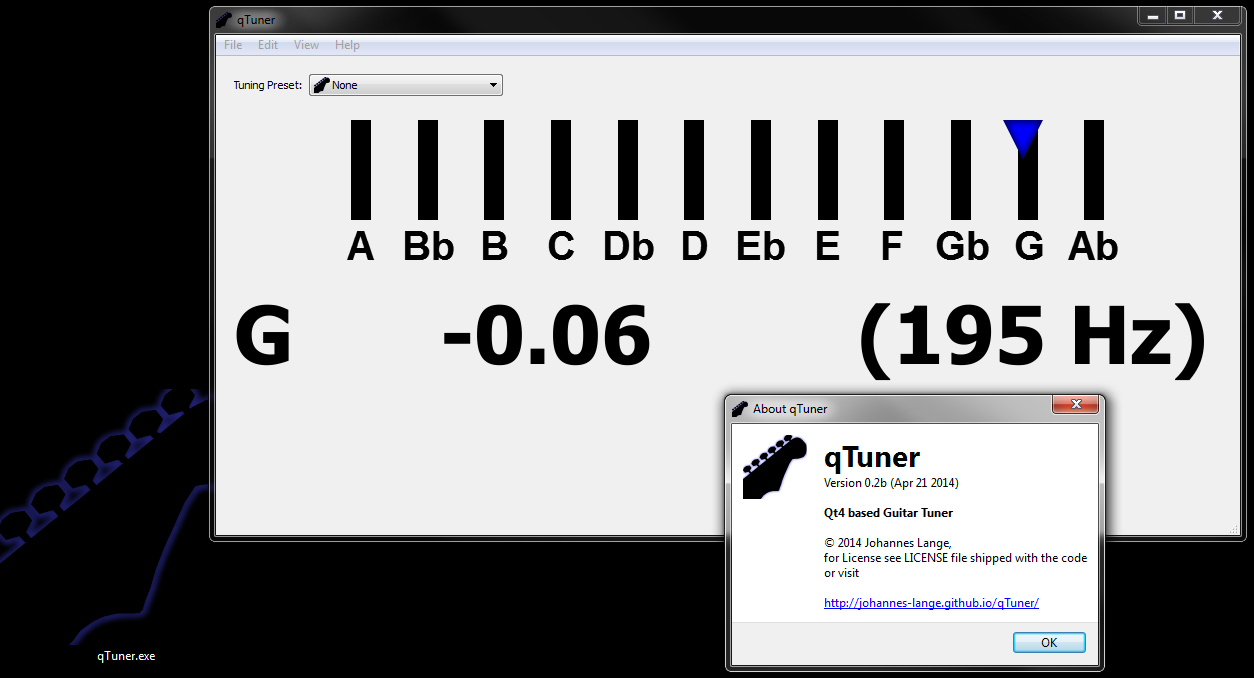 qTuner
File Edit View Help
Tuning Preset: None
A Bb B C Db D Eb E F Gb G Ab
G -0.06 (195 Hz)
About qTuner
qTuner
Version 0.2b (Apr 21 2014)
Qt4 based Guitar Tuner
© 2014 Johannes Lange,
for License see LICENSE file shipped with the code
or visit
http://johannes-lange.github.io/qTuner/
OK
qTuner.exe